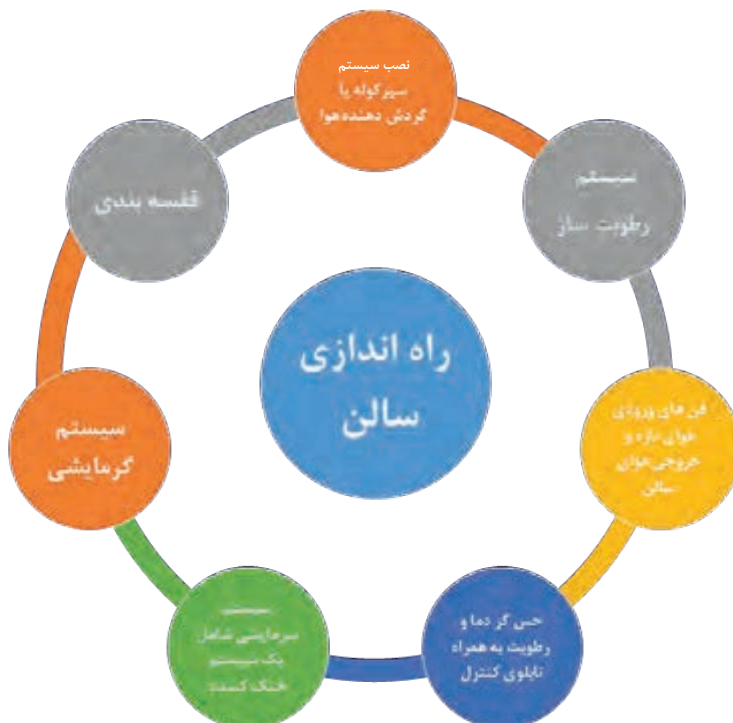 نصب سیستم
سیرکوله یا
گردش دهنده هوا
سیستم
رطوبت ساز
فن های ورودی
هوای تازه و
خروجی هوای
سالن
حس گر دما و
رطوبت به همراه
تابلوی کنترل
سیستم
سرمایشی شامل
یک سیستم
خنک کننده
سیستم
گرمایشی
قفسه بندی
راه اندازی
سالن